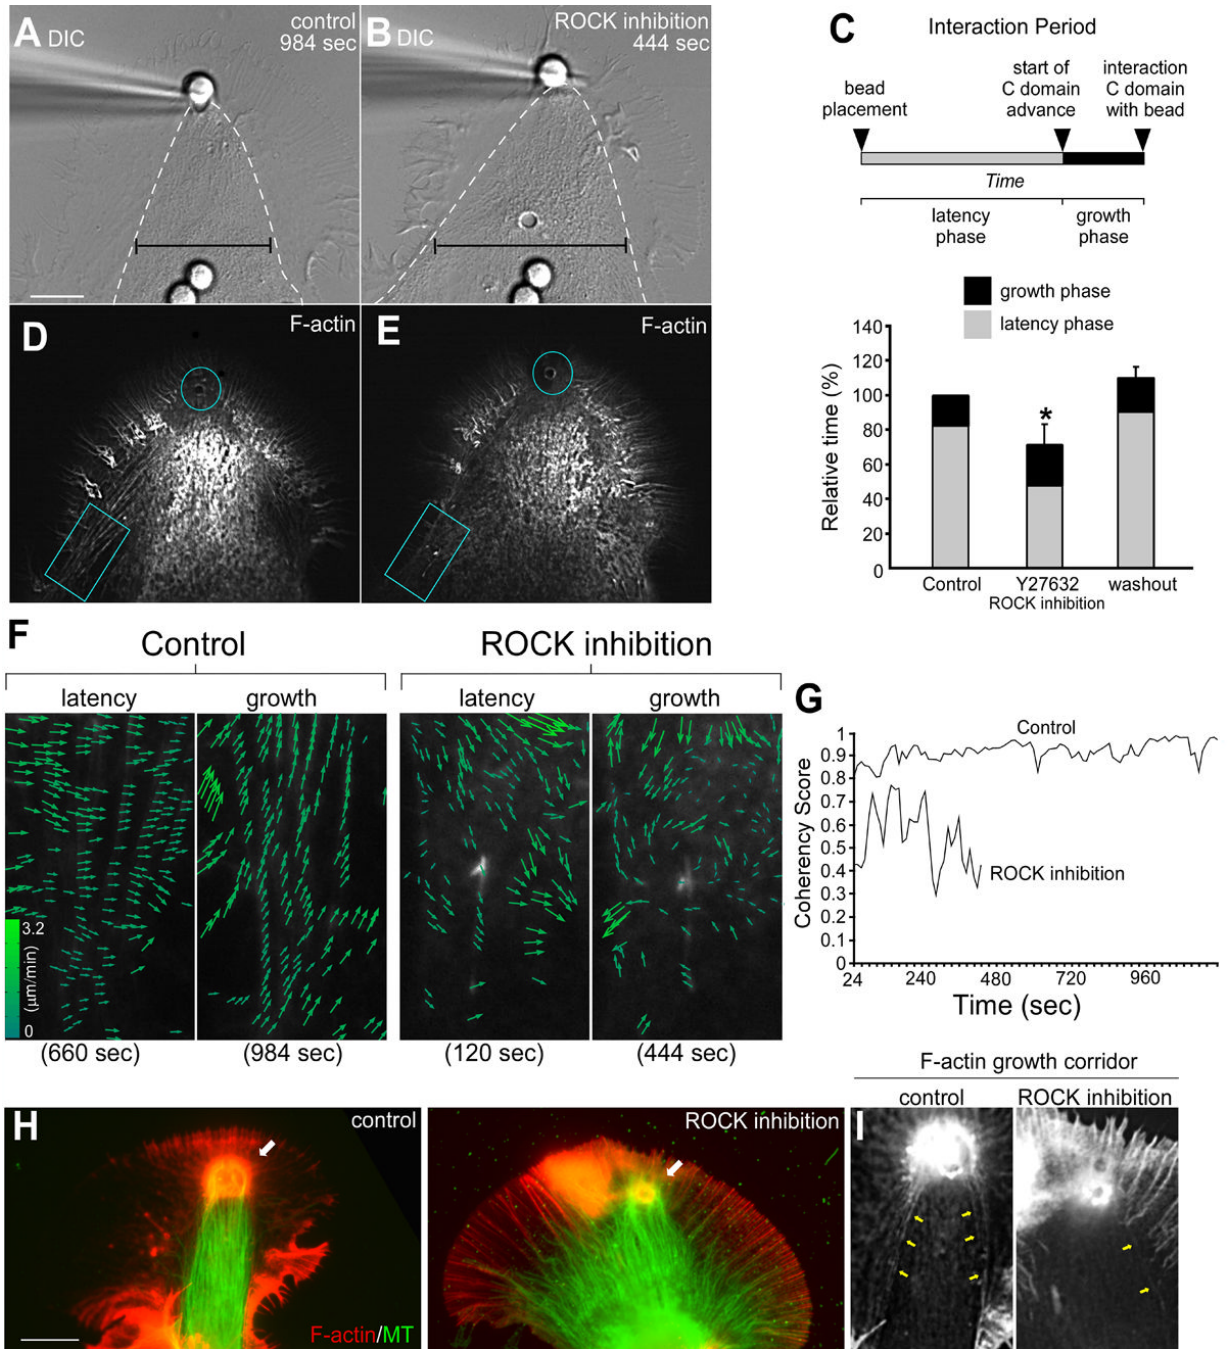 A DIC
control
984 sec
B DIC
ROCK inhibition
444 sec
C
Interaction Period
bead
placement
start of
C domain
advance
interaction
C domain
with bead
Time
latency
phase
growth
phase
growth phase
latency phase
Relative time (%)
140
120
100
80
60
40
20
0
*
Control
Y27632
ROCK inhibition
washout
D
F-actin
E
F-actin
F
Control
ROCK inhibition
latency
growth
latency
growth
3.2
(µm/min)
0
(660 sec)
(984 sec)
(120 sec)
(444 sec)
G
Coherency Score
1
0.9
0.8
0.7
0.6
0.5
0.4
0.3
0.2
0.1
0
Control
ROCK inhibition
24
240
480
720
960
Time (sec)
H
control
F-actin/MT
ROCK inhibition
F-actin growth corridor
control
ROCK inhibition
I